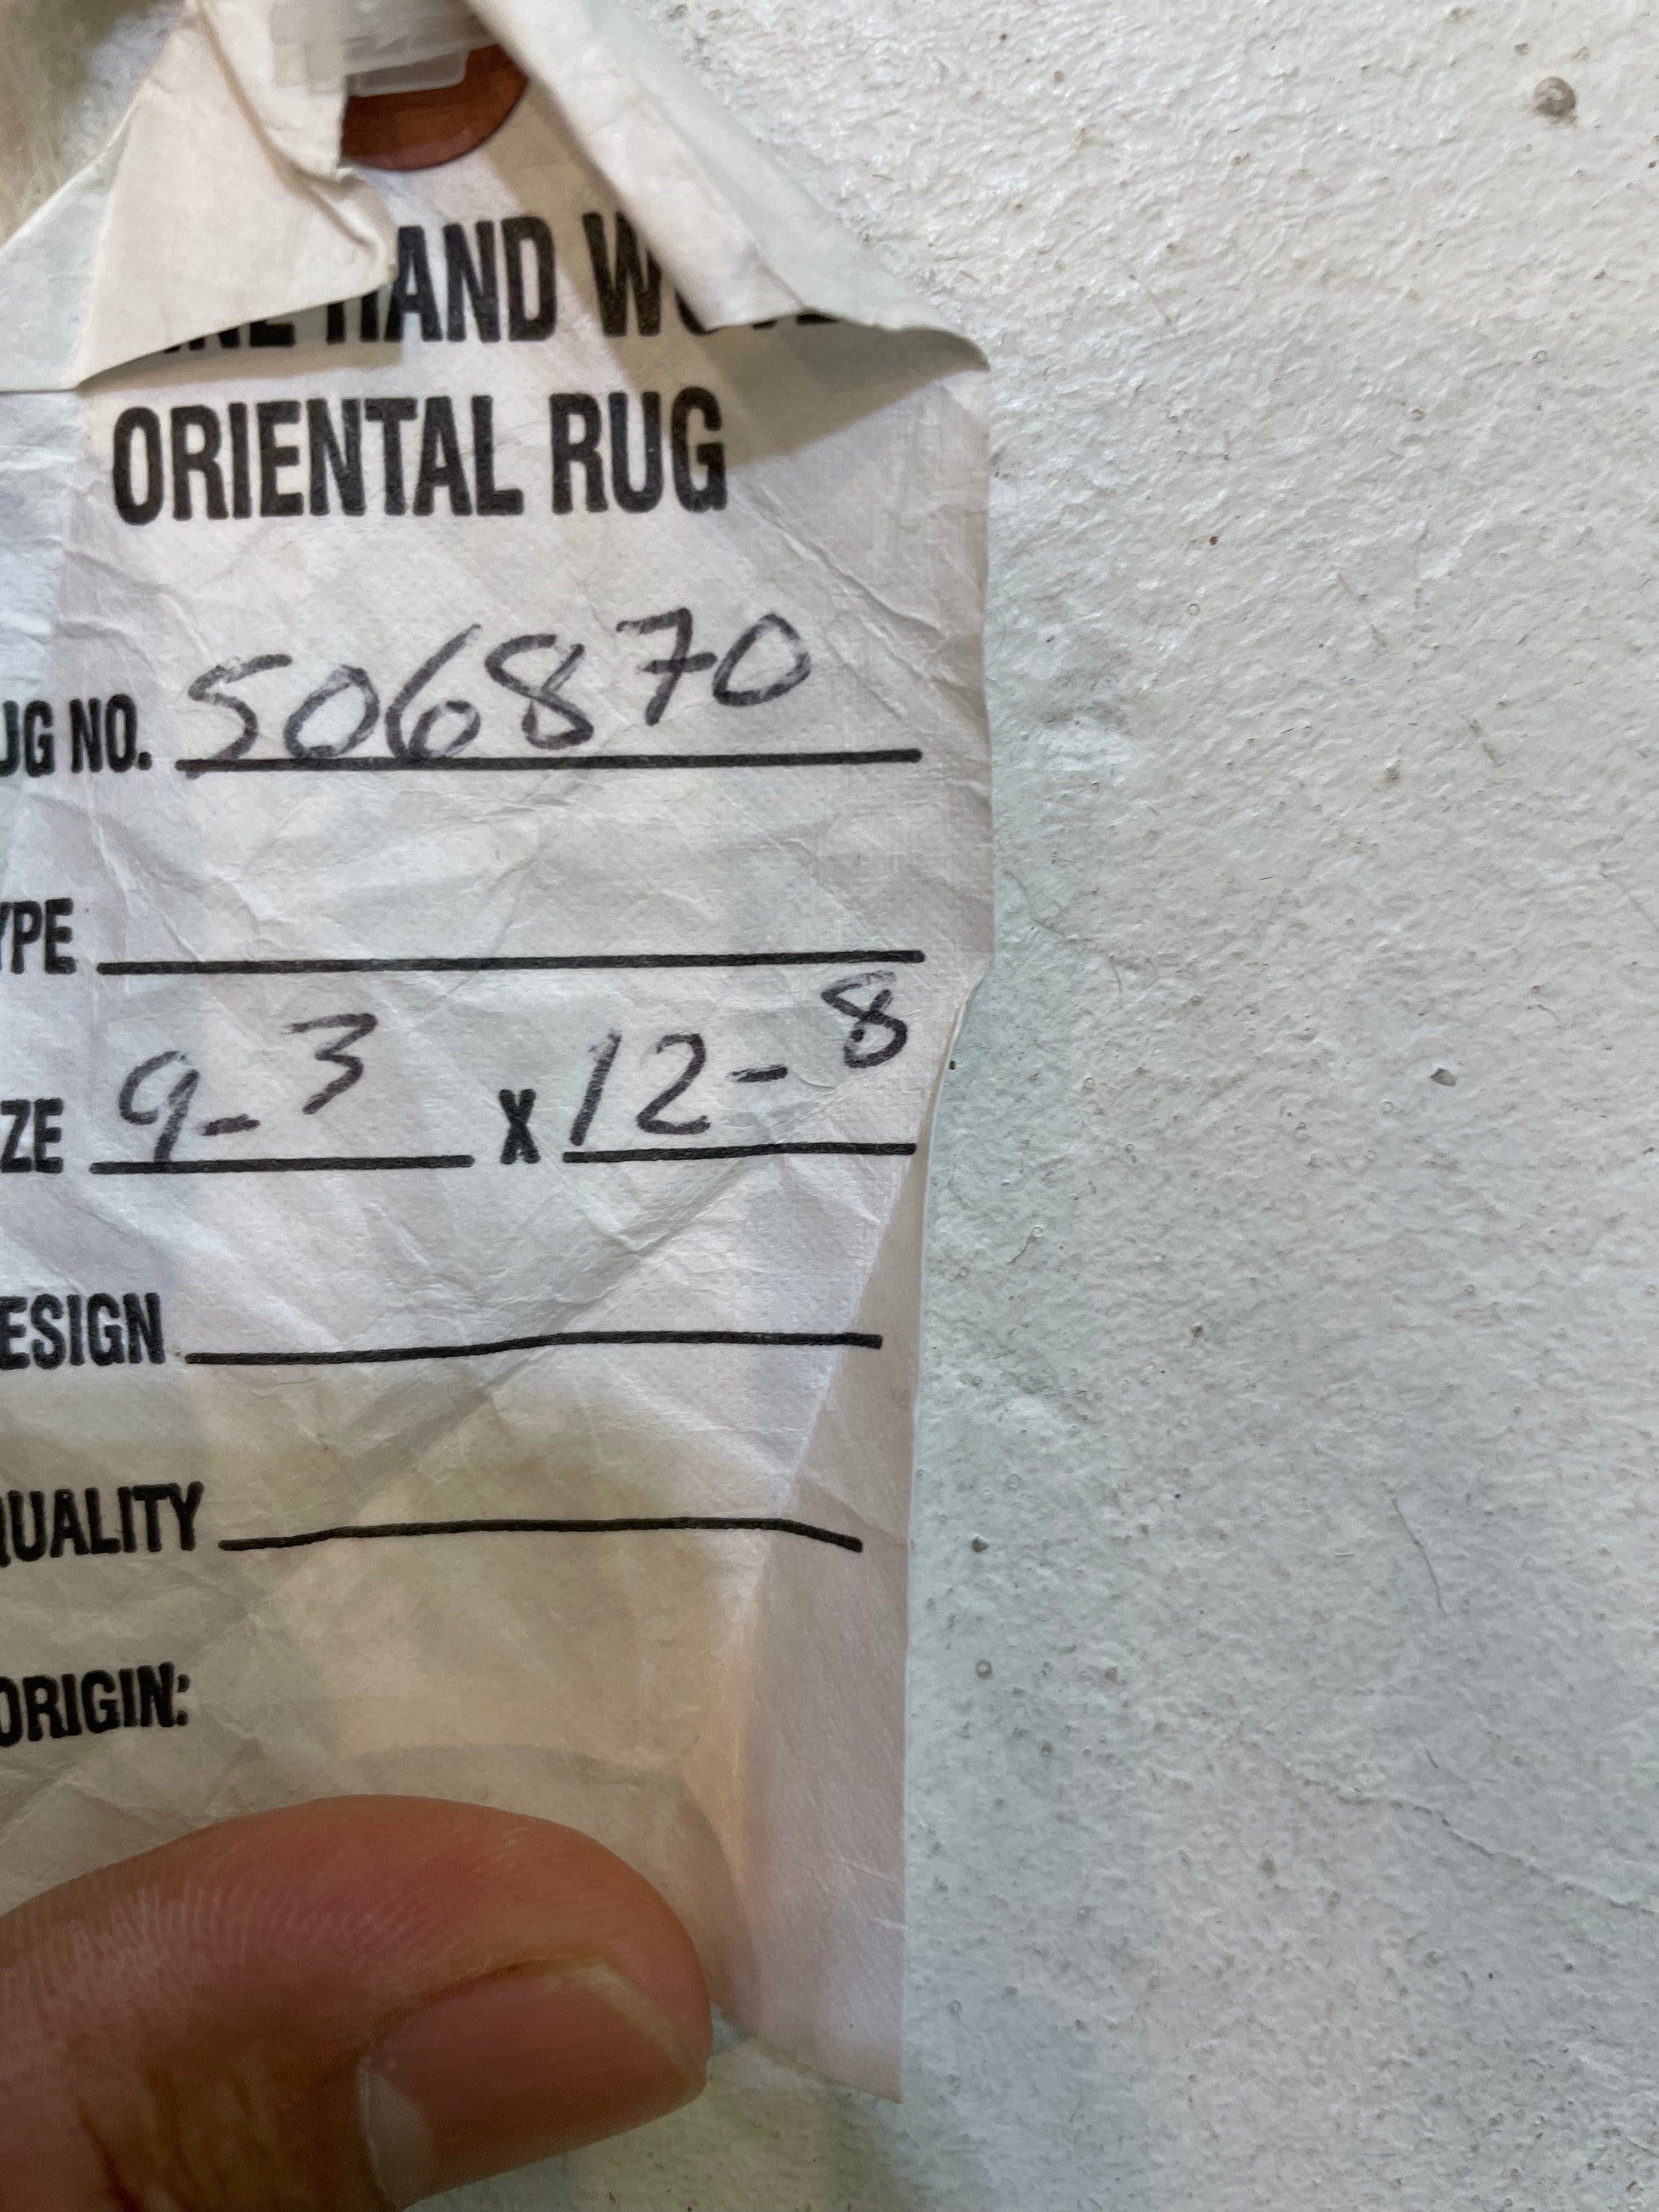 HAND
ORIENTAL RUG
UG NO. 506870
YPE
ZE 9-3 X 12-8
ESIGN
QUALITY
ORIGIN: